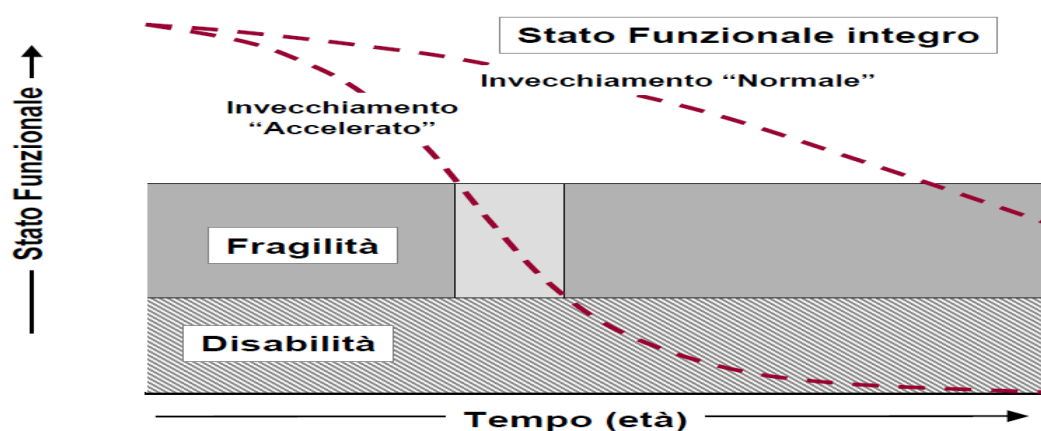 Stato Funzionale integro
Invecchiamento “Normale”
Invecchiamento
“Accelerato”
Stato Funzionale
Fragilità
Disabilità
Tempo (età)